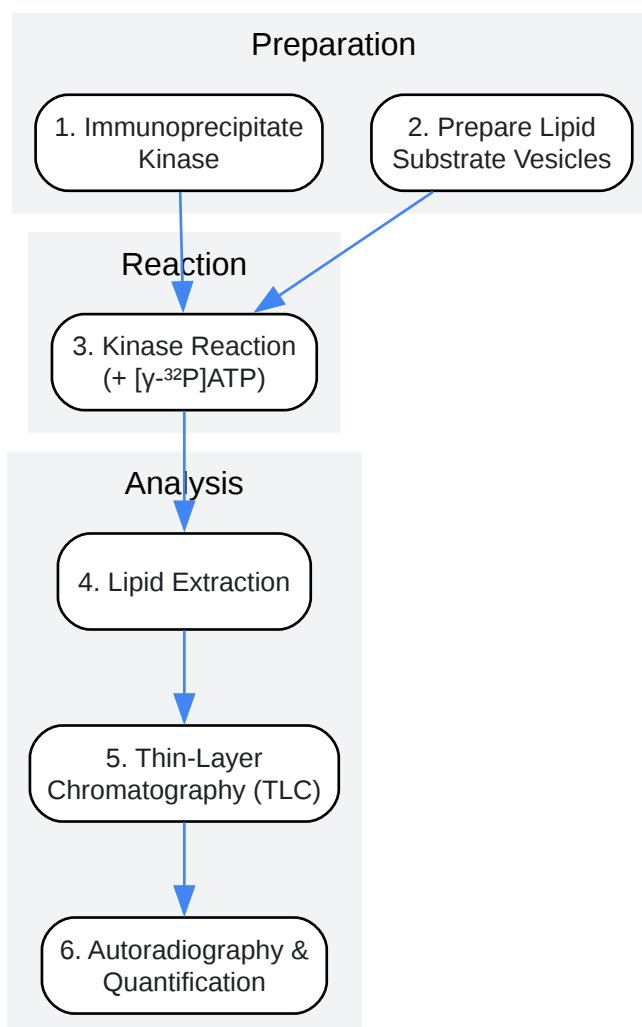 Preparation
1. Immunoprecipitate
Kinase
2. Prepare Lipid
Substrate Vesicles
Reaction
3. Kinase Reaction
(+ [γ-³²P]ATP)
Analysis
4. Lipid Extraction
5. Thin-Layer
Chromatography (TLC)
6. Autoradiography &
Quantification